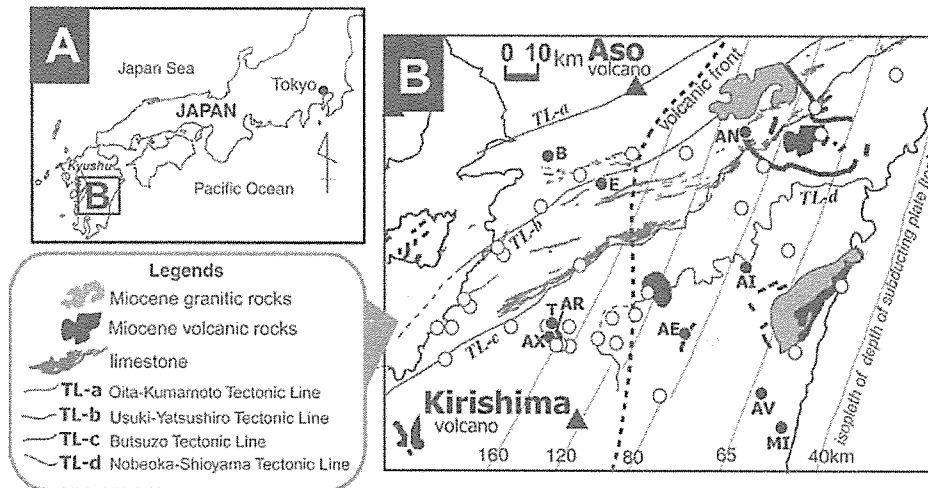 A
Japan Sea
Tokyo
JAPAN
Kyushu
B
Pacific Ocean
Legends
Miocene granitic rocks
Miocene volcanic rocks
limestone
TL-a Oita-Kumamoto Tectonic Line
TL-b Usuki-Yatsushiro Tectonic Line
TL-c Butsuzo Tectonic Line
TL-d Nobeoka-Shioyama Tectonic Line
B
0 10 km
Aso
volcano
TL-a
volcanic front
AN
B
E
TL-d
TL-b
AI
AR
T
AX
TL-c
AE
Kirishima
volcano
AV
MI
isopleth of depth of subducting plate
160 120 80 65 40km